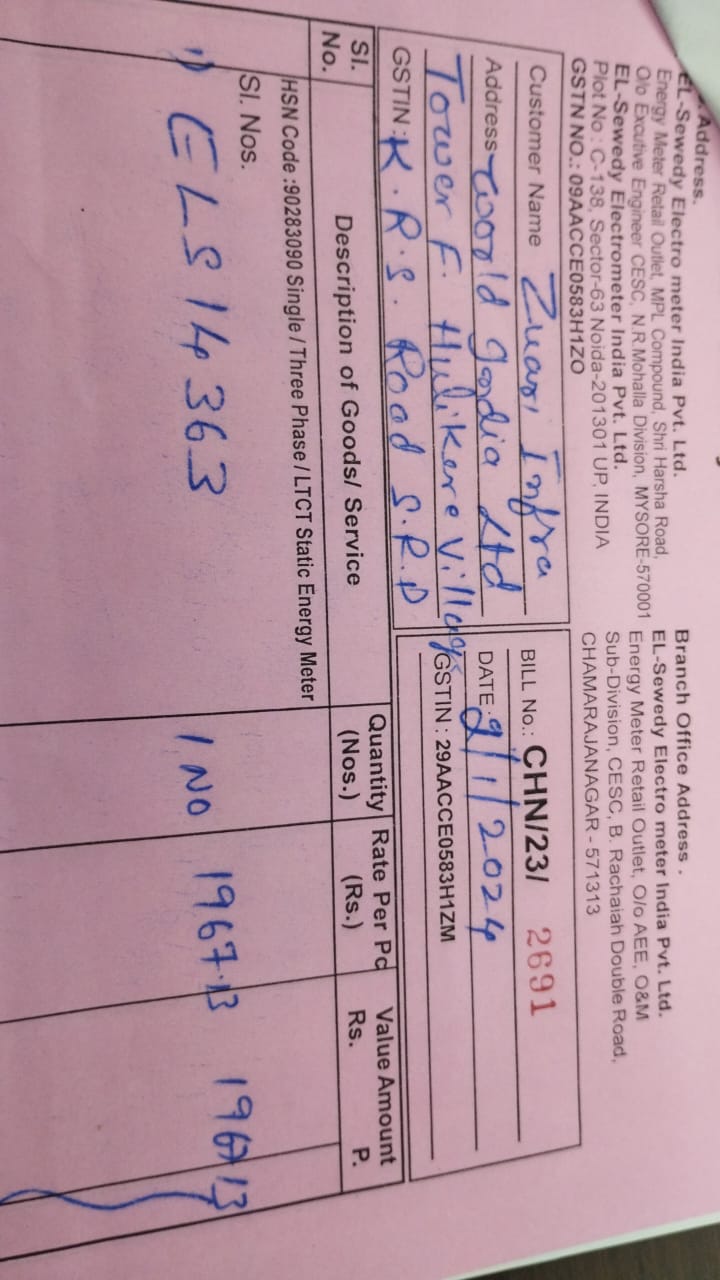 Address.
EL-Sewedy Electro meter India Pvt. Ltd.
Energy Meter Retail Outlet, MPL Compound, Shri Harsha Road,
O/o Excutive Engineer CESC, N.R.Mohalla Division, MYSORE-570001
EL-Sewedy Electrometer India Pvt. Ltd.
Plot No : C-138, Sector-63 Noida-201301 UP, INDIA
GSTN NO.: 09AACCE0583H1ZO
Branch Office Address .
EL-Sewedy Electro meter India Pvt. Ltd.
Energy Meter Retail Outlet, O/o AEE, O&M
Sub-Division, CESC, B. Rachaiah Double Road,
CHAMARAJANAGAR - 571313
Customer Name Zuari Infra
Address World India Ltd
Tower F. Hulikere Village
GSTIN: K.R.S. Road S.R.P
BILL No.: CHN/23/ 2691
DATE: 9/1/2024
GSTIN : 29AACCE0583H1ZM
Sl. No. Description of Goods/ Service Quantity (Nos.) Rate Per Pc (Rs.) Value Amount Rs. P.
HSN Code :90283090 Single / Three Phase / LTCT Static Energy Meter
Sl. Nos.
1) ELS14363 1 NO 1967.13 1967 13